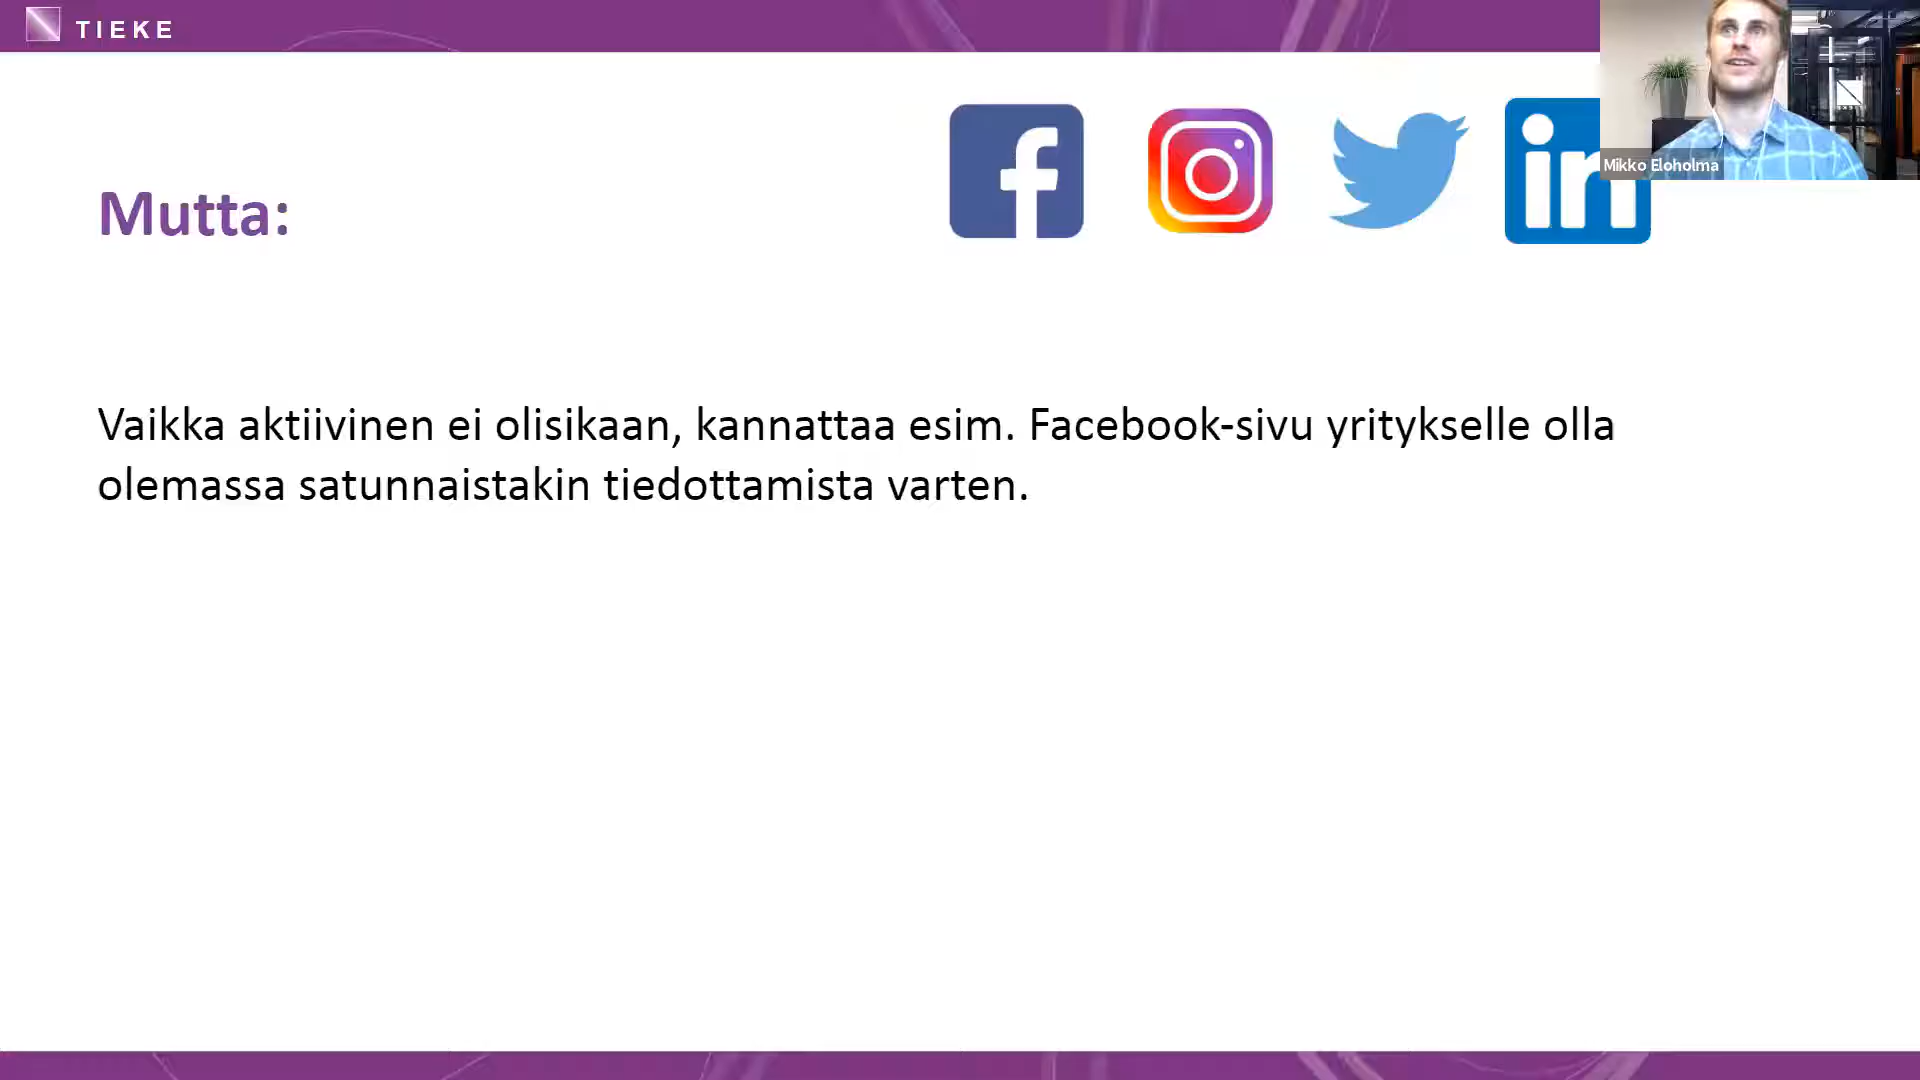 TIEKE
Mikko Eloholma
Mutta:
Vaikka aktiivinen ei olisikaan, kannattaa esim. Facebook-sivu yritykselle olla
olemassa satunnaistakin tiedottamista varten.